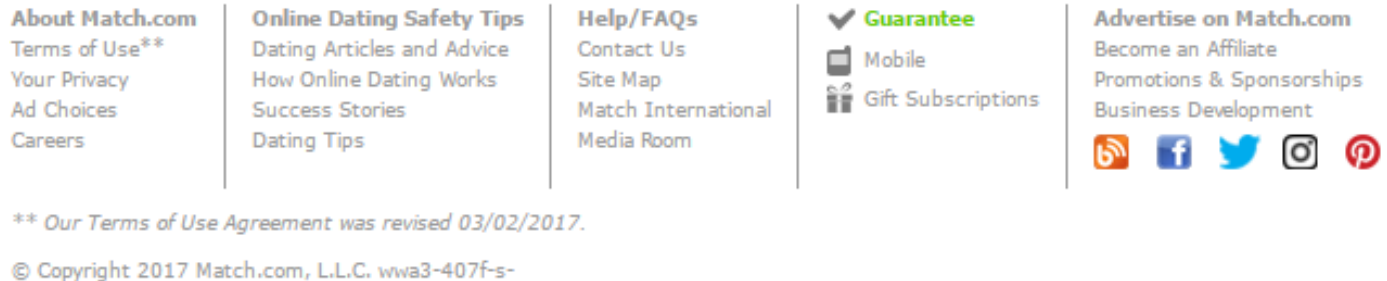 About Match.com
Terms of Use**
Your Privacy
Ad Choices
Careers
Online Dating Safety Tips
Dating Articles and Advice
How Online Dating Works
Success Stories
Dating Tips
Help/FAQs
Contact Us
Site Map
Match International
Media Room
Guarantee
Mobile
Gift Subscriptions
Advertise on Match.com
Become an Affiliate
Promotions & Sponsorships
Business Development
** Our Terms of Use Agreement was revised 03/02/2017.
© Copyright 2017 Match.com, L.L.C. wwa3-407f-s-